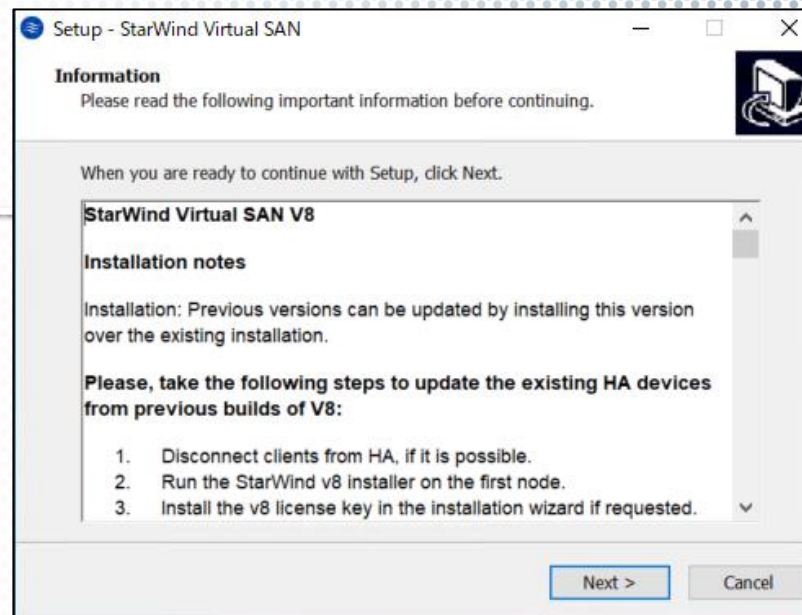 Setup - StarWind Virtual SAN
Information
Please read the following important information before continuing.
When you are ready to continue with Setup, click Next.
StarWind Virtual SAN V8
Installation notes
Installation: Previous versions can be updated by installing this version
over the existing installation.
Please, take the following steps to update the existing HA devices
from previous builds of V8:
1. Disconnect clients from HA, if it is possible.
2. Run the StarWind v8 installer on the first node.
3. Install the v8 license key in the installation wizard if requested.
Next >
Cancel